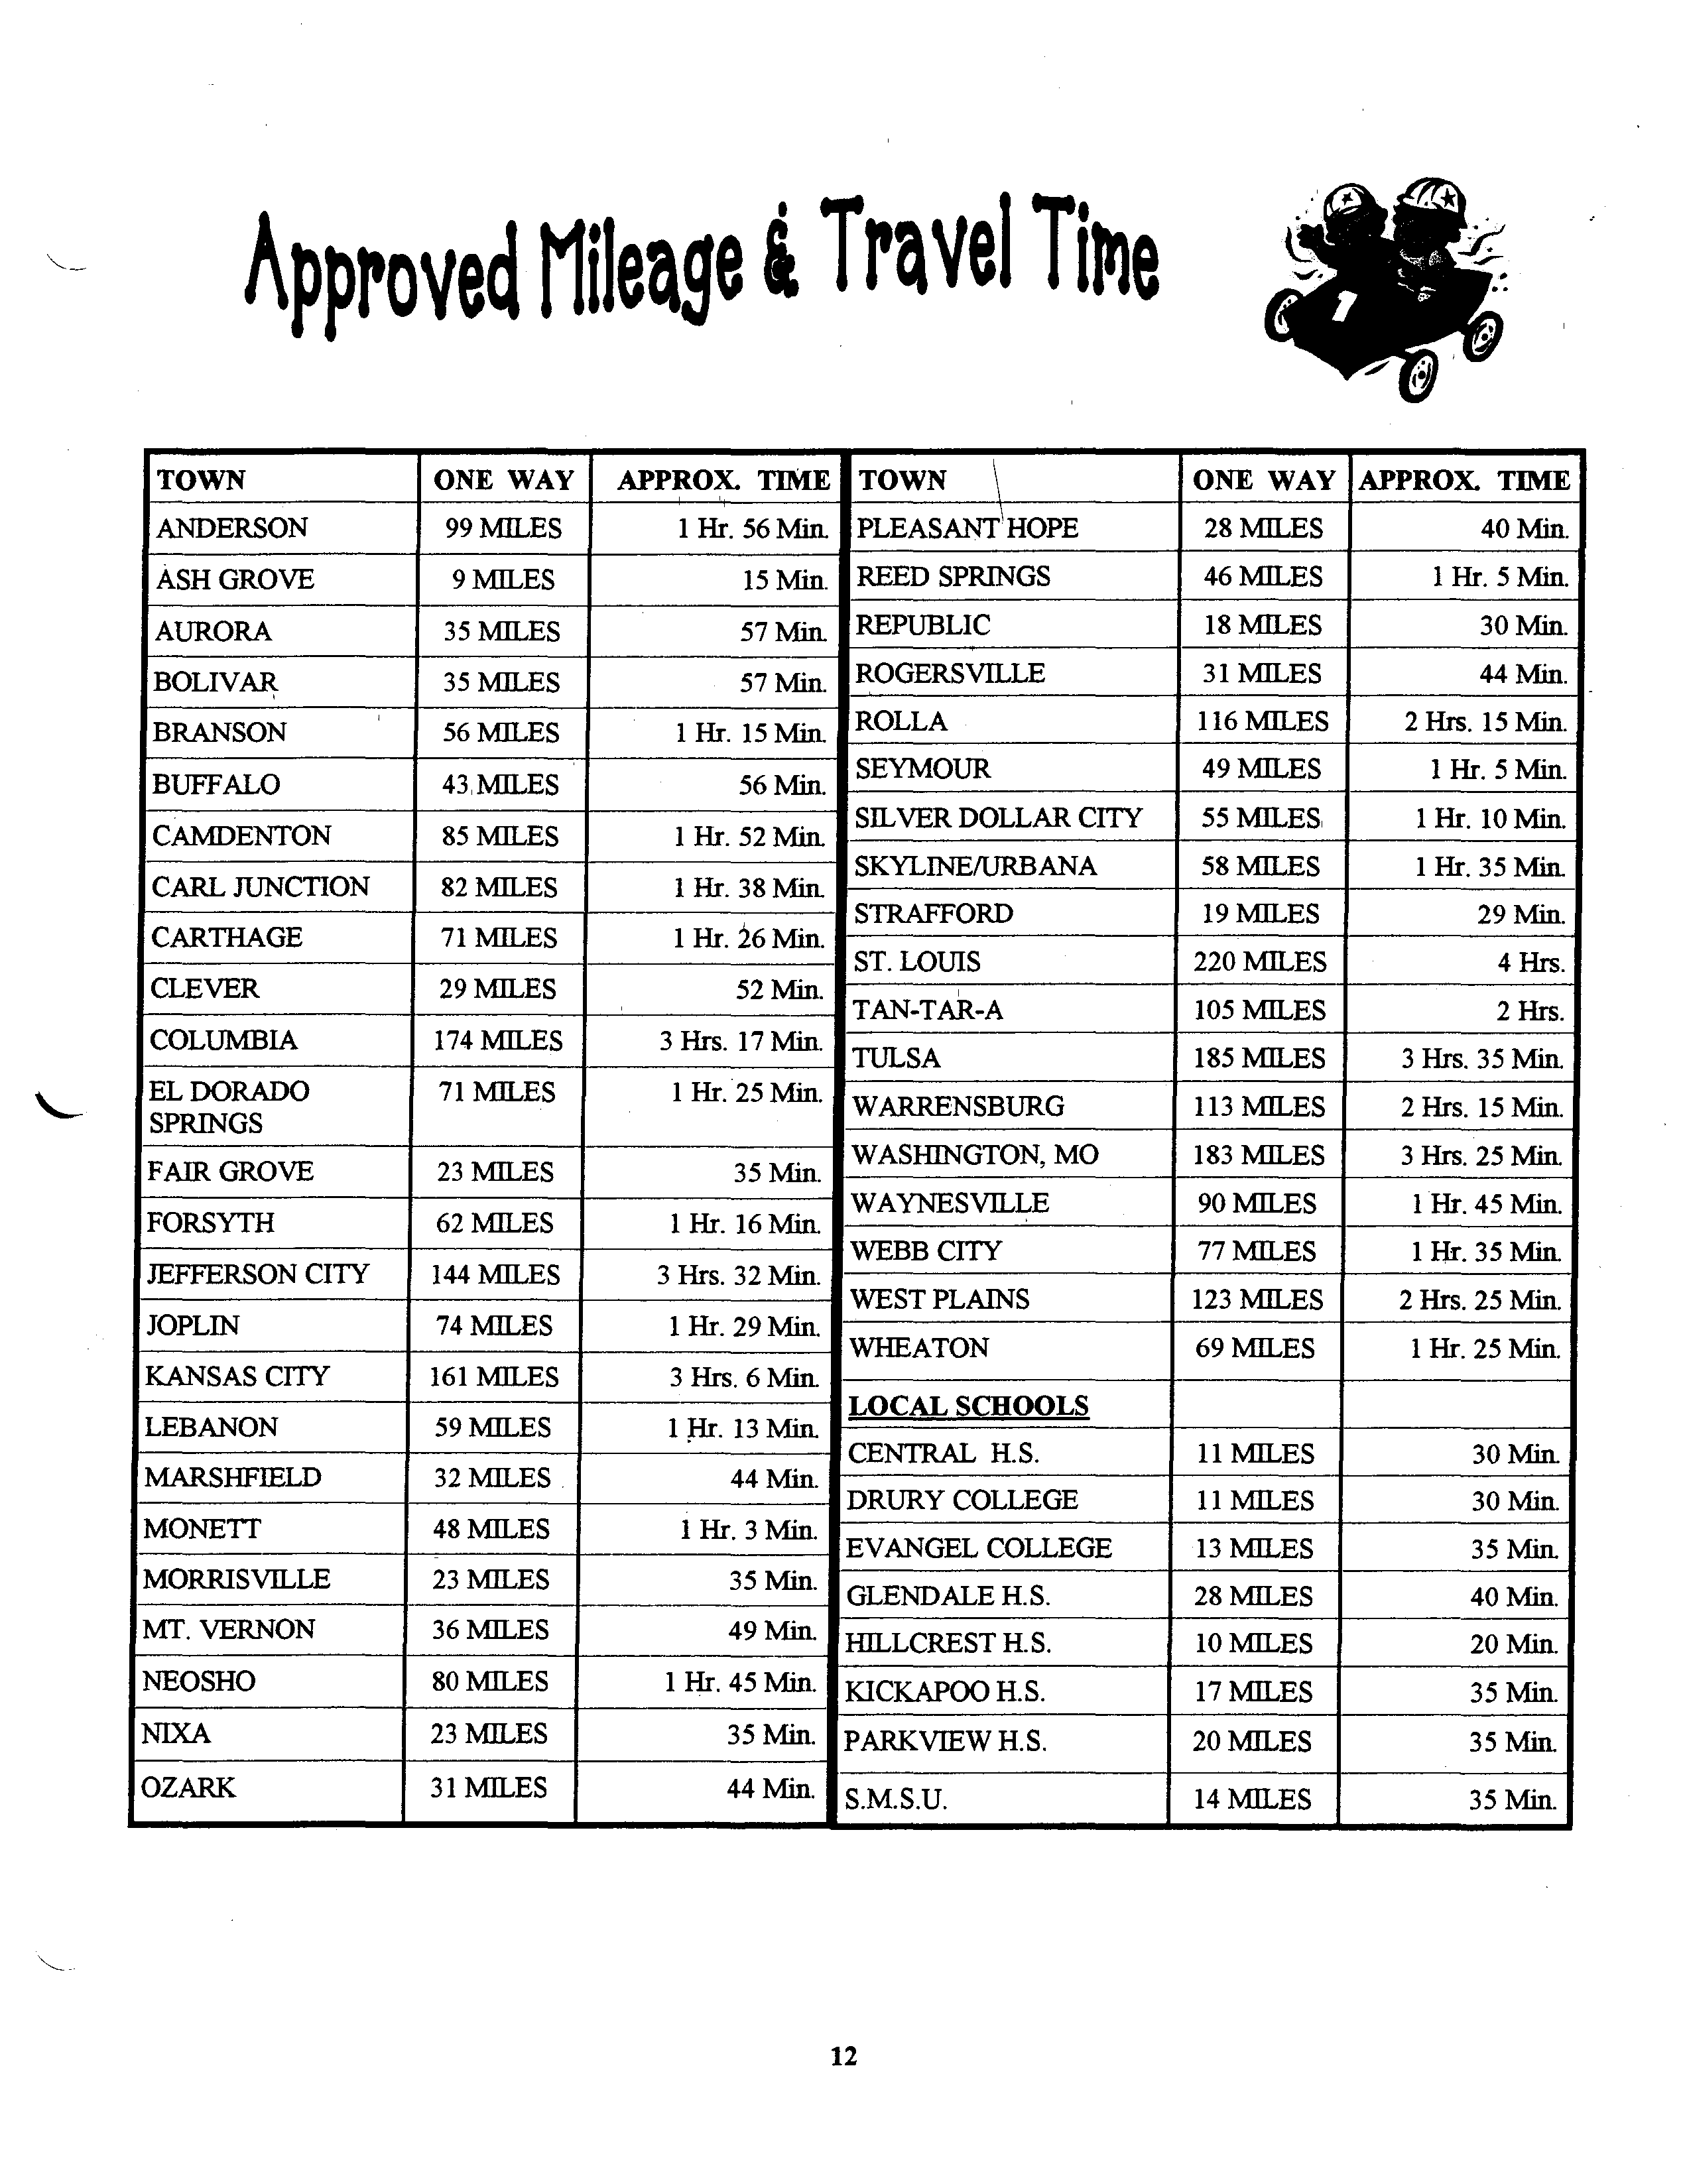 Approved Mileage & Travel Time
1
TOWN ONE WAY APPROX. TIME
ANDERSON 99 MILES 1 Hr. 56 Min.
ASH GROVE 9 MILES 15 Min.
AURORA 35 MILES 57 Min.
BOLIVAR 35 MILES 57 Min.
BRANSON 56 MILES 1 Hr. 15 Min.
BUFFALO 43 MILES 56 Min.
CAMDENTON 85 MILES 1 Hr. 52 Min.
CARL JUNCTION 82 MILES 1 Hr. 38 Min.
CARTHAGE 71 MILES 1 Hr. 26 Min.
CLEVER 29 MILES 52 Min.
COLUMBIA 174 MILES 3 Hrs. 17 Min.
EL DORADO 71 MILES 1 Hr. 25 Min.
SPRINGS
FAIR GROVE 23 MILES 35 Min.
FORSYTH 62 MILES 1 Hr. 16 Min.
JEFFERSON CITY 144 MILES 3 Hrs. 32 Min.
JOPLIN 74 MILES 1 Hr. 29 Min.
KANSAS CITY 161 MILES 3 Hrs. 6 Min.
LEBANON 59 MILES 1 Hr. 13 Min.
MARSHFIELD 32 MILES 44 Min.
MONETT 48 MILES 1 Hr. 3 Min.
MORRISVILLE 23 MILES 35 Min.
MT. VERNON 36 MILES 49 Min.
NEOSHO 80 MILES 1 Hr. 45 Min.
NIXA 23 MILES 35 Min.
OZARK 31 MILES 44 Min.
TOWN ONE WAY APPROX. TIME
PLEASANT HOPE 28 MILES 40 Min.
REED SPRINGS 46 MILES 1 Hr. 5 Min.
REPUBLIC 18 MILES 30 Min.
ROGERSVILLE 31 MILES 44 Min.
ROLLA 116 MILES 2 Hrs. 15 Min.
SEYMOUR 49 MILES 1 Hr. 5 Min.
SILVER DOLLAR CITY 55 MILES 1 Hr. 10 Min.
SKYLINE/URBANA 58 MILES 1 Hr. 35 Min.
STRAFFORD 19 MILES 29 Min.
ST. LOUIS 220 MILES 4 Hrs.
TAN-TAR-A 105 MILES 2 Hrs.
TULSA 185 MILES 3 Hrs. 35 Min.
WARRENSBURG 113 MILES 2 Hrs. 15 Min.
WASHINGTON, MO 183 MILES 3 Hrs. 25 Min.
WAYNESVILLE 90 MILES 1 Hr. 45 Min.
WEBB CITY 77 MILES 1 Hr. 35 Min.
WEST PLAINS 123 MILES 2 Hrs. 25 Min.
WHEATON 69 MILES 1 Hr. 25 Min.
LOCAL SCHOOLS
CENTRAL H.S. 11 MILES 30 Min.
DRURY COLLEGE 11 MILES 30 Min.
EVANGEL COLLEGE 13 MILES 35 Min.
GLENDALE H.S. 28 MILES 40 Min.
HILLCREST H.S. 10 MILES 20 Min.
KICKAPOO H.S. 17 MILES 35 Min.
PARKVIEW H.S. 20 MILES 35 Min.
S.M.S.U. 14 MILES 35 Min.
12